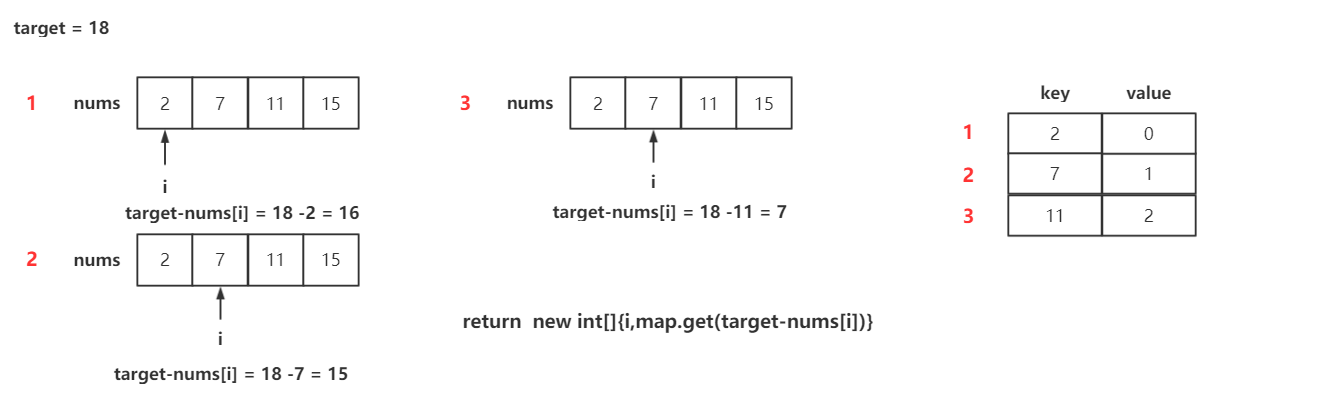 target = 18
1 nums 2 7 11 15
i
target-nums[i] = 18 -2 = 16
2 nums 2 7 11 15
i
target-nums[i] = 18 -7 = 15
3 nums 2 7 11 15
i
target-nums[i] = 18 -11 = 7
return new int[]{i,map.get(target-nums[i])}
key value
1 2 0
2 7 1
3 11 2